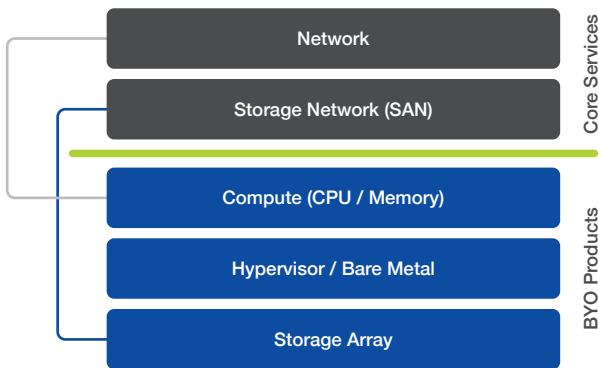 Network
Storage Network (SAN)
Core Services
Compute (CPU / Memory)
Hypervisor / Bare Metal
Storage Array
BYO Products